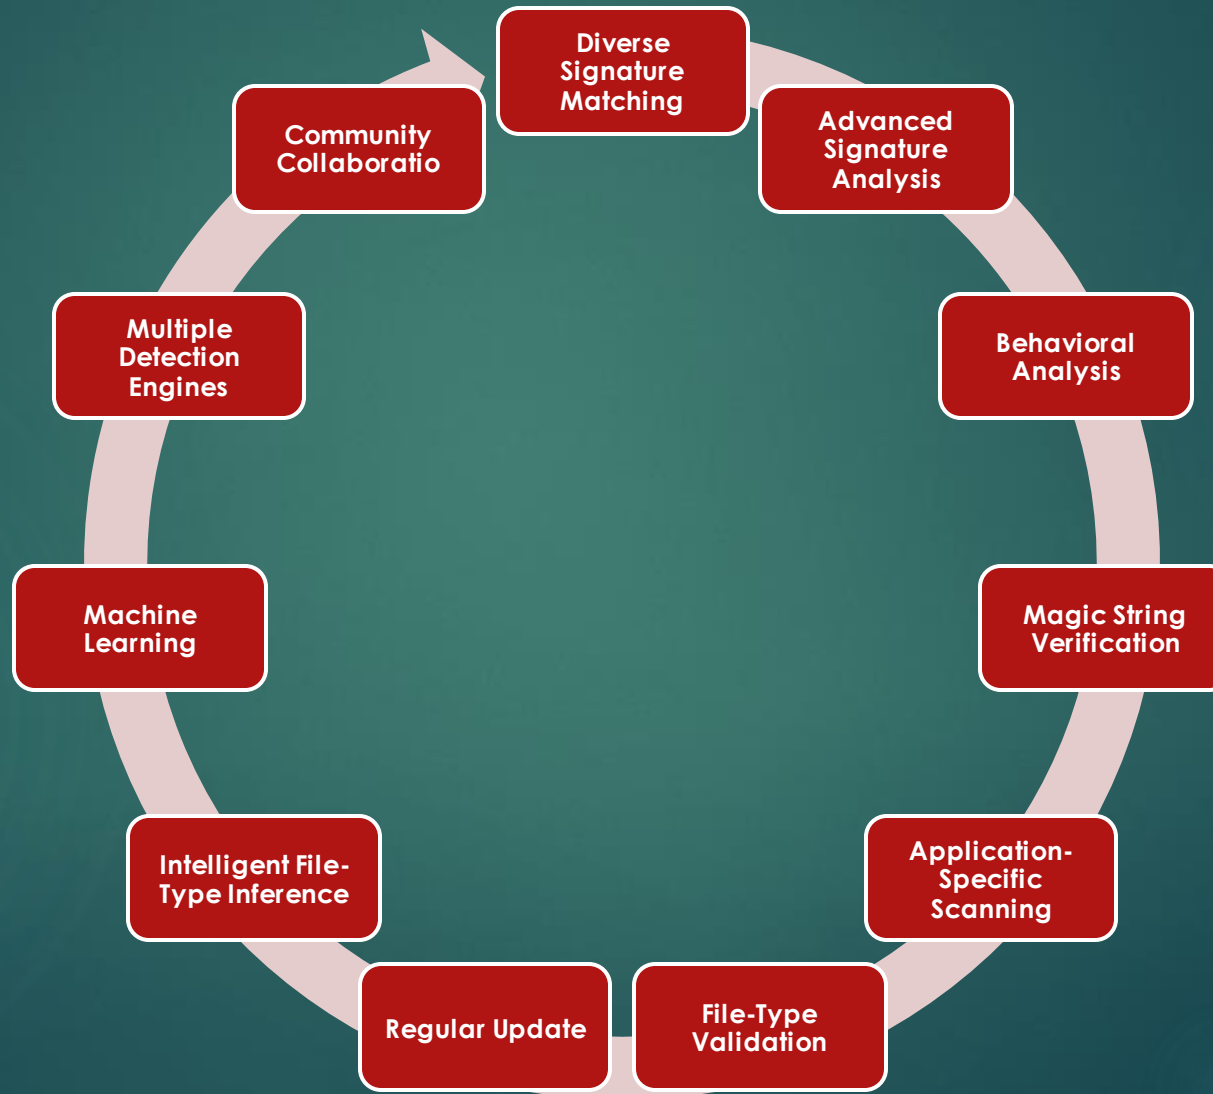 Diverse
Signature
Matching
Advanced
Signature
Analysis
Behavioral
Analysis
Magic String
Verification
Application-
Specific
Scanning
File-Type
Validation
Regular Update
Intelligent File-
Type Inference
Machine
Learning
Multiple
Detection
Engines
Community
Collaboratio